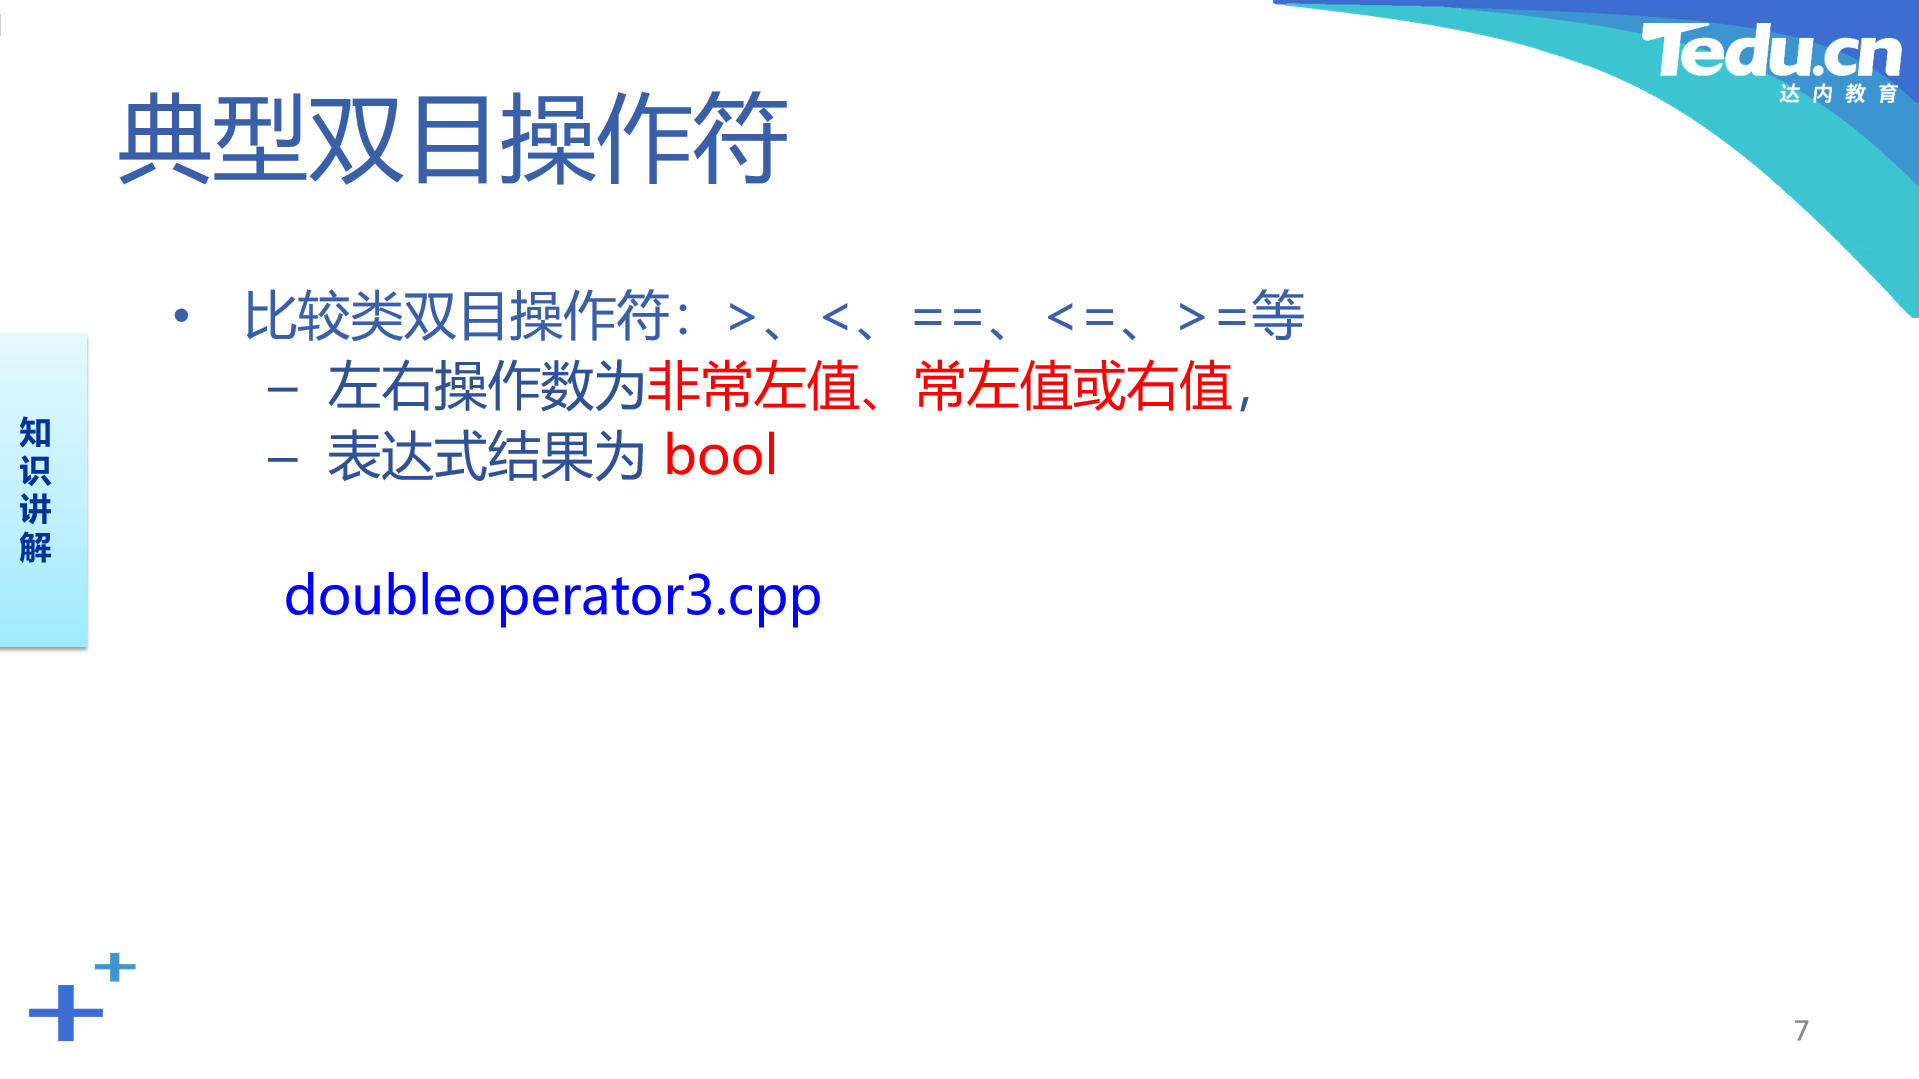 Tedu.cn
达内教育
典型双目操作符
• 比较类双目操作符：>、<、==、<=、>=等
– 左右操作数为非常左值、常左值或右值，
– 表达式结果为 bool
doubleoperator3.cpp
知
识
讲
解
7